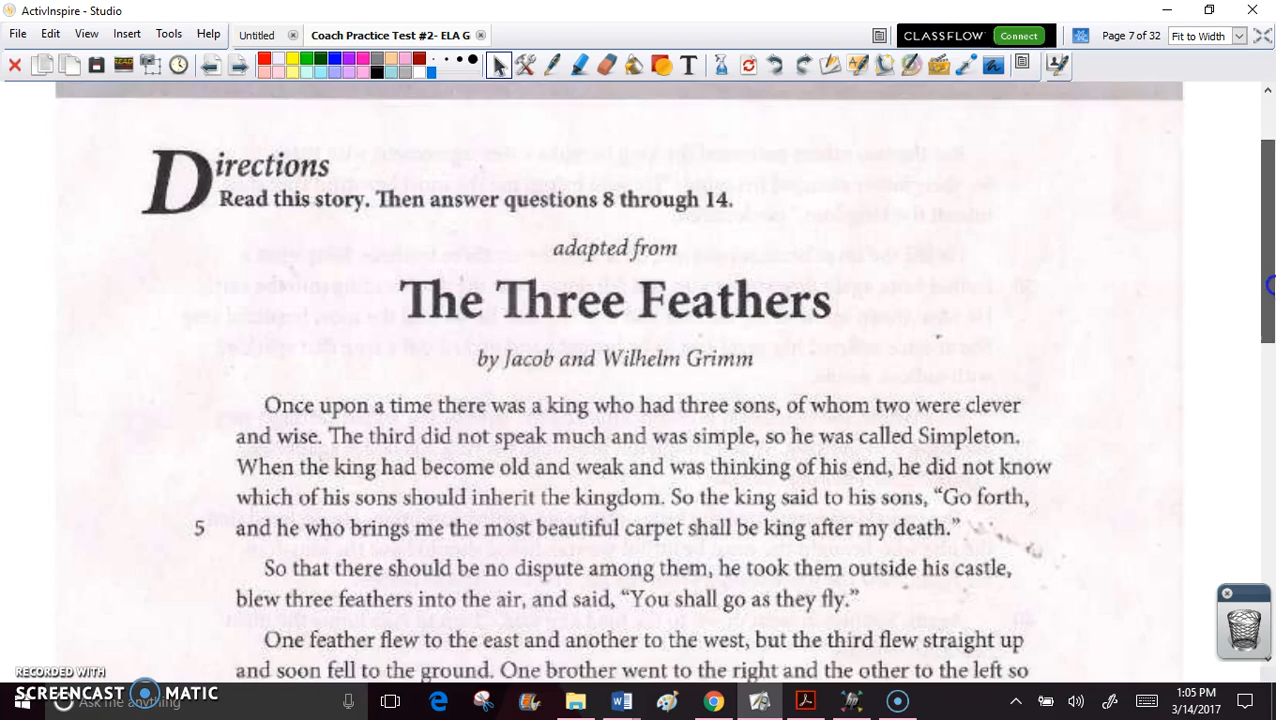 ActivInspire - Studio
File Edit View Insert Tools Help Untitled Coach Practice Test #2- ELA G CLASSFLOW Connect Page 7 of 32 Fit to Width
Directions
Read this story. Then answer questions 8 through 14.
adapted from
The Three Feathers
by Jacob and Wilhelm Grimm
Once upon a time there was a king who had three sons, of whom two were clever
and wise. The third did not speak much and was simple, so he was called Simpleton.
When the king had become old and weak and was thinking of his end, he did not know
which of his sons should inherit the kingdom. So the king said to his sons, “Go forth,
5 and he who brings me the most beautiful carpet shall be king after my death.”
So that there should be no dispute among them, he took them outside his castle,
blew three feathers into the air, and said, “You shall go as they fly.”
One feather flew to the east and another to the west, but the third flew straight up
and soon fell to the ground. One brother went to the right and the other to the left so
RECORDED WITH
SCREENCAST MATIC
Ask me anything
1:05 PM
3/14/2017